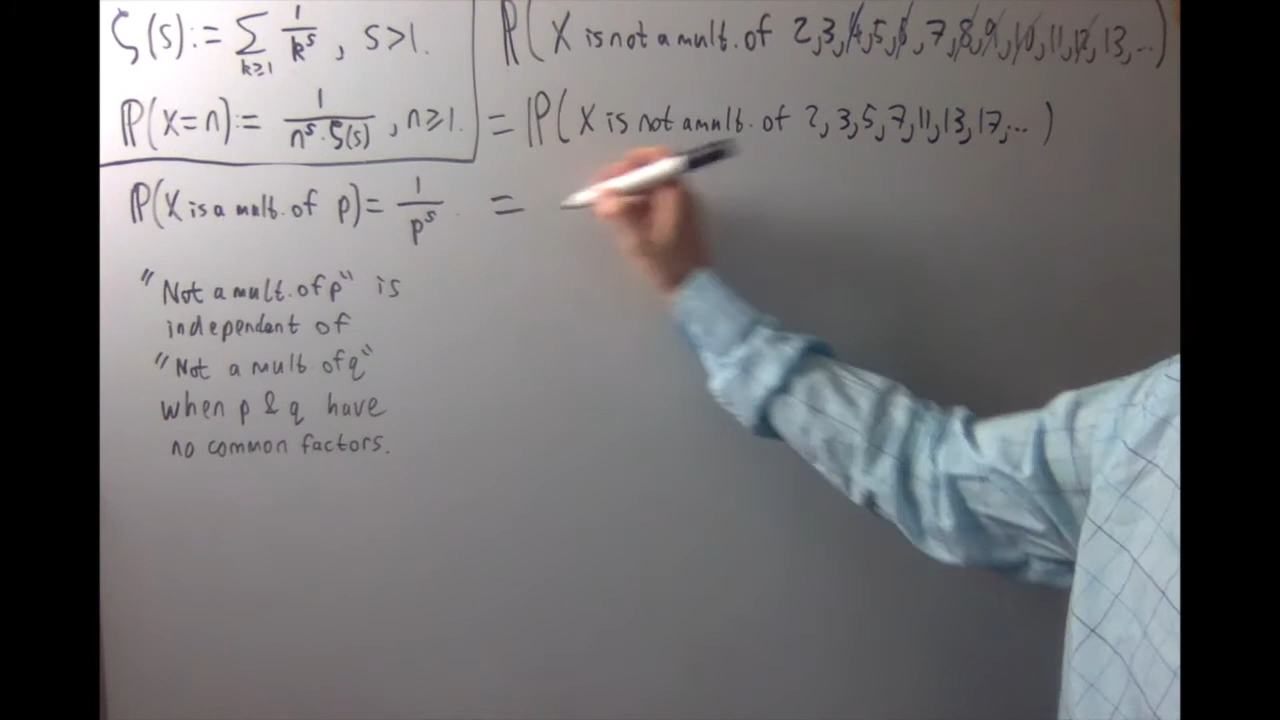 ζ(s) := ∑ 1/k^s , s>1.
k≥1
P(X=n) := 1/(n^s · ζ(s)) , n≥1.
P(X is a mult. of p) = 1/p^s
"Not a mult. of p" is
independent of
"Not a mult. of q"
when p & q have
no common factors.
P(X is not a mult. of 2,3,4,5,6,7,8,9,10,11,12,13,...)
= P(X is not a mult. of 2,3,5,7,11,13,17,...)
=